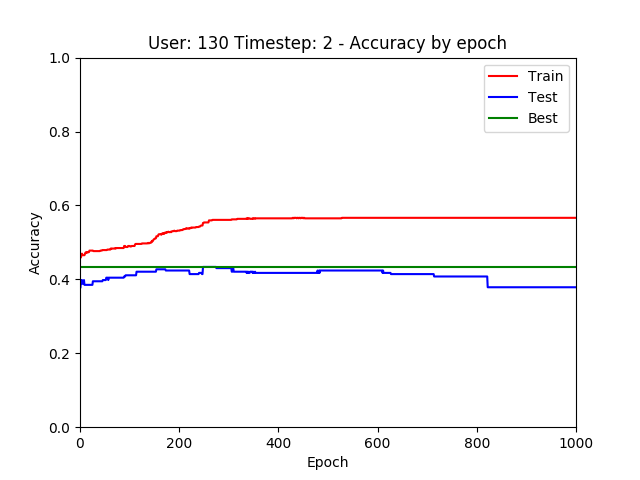 User: 130 Timestep: 2 - Accuracy by epoch
1.0
0.8
0.6
0.4
0.2
0.0
Accuracy
Train
Test
Best
0 200 400 600 800 1000
Epoch